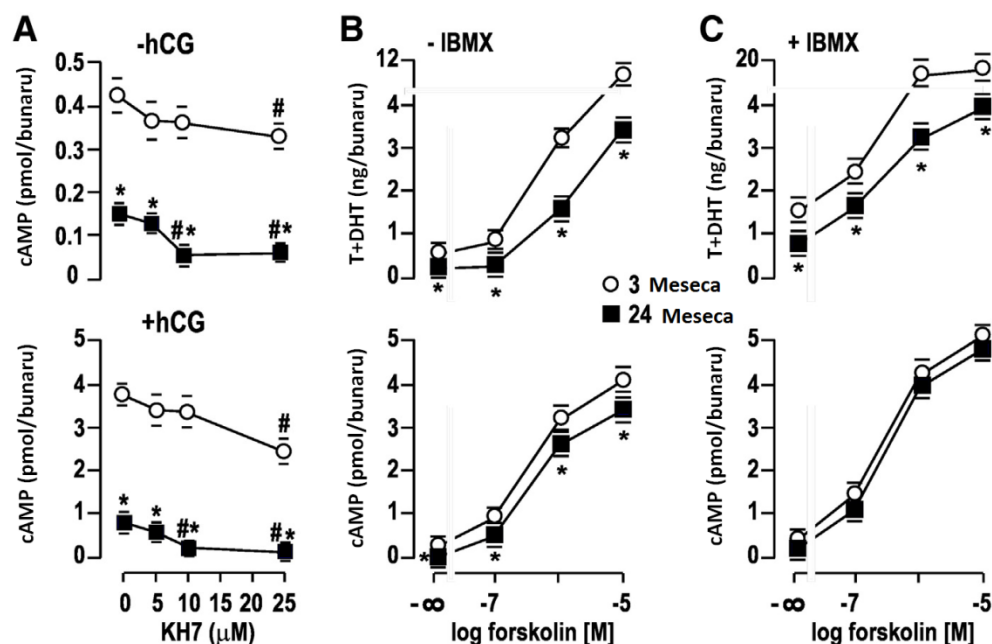 A
-hCG
cAMP (pmol/bunaru)
0.5
0.4
0.3
0.2
0.1
0
#
*
*
#*
#*
+hCG
cAMP (pmol/bunaru)
5
4
3
2
1
0
#
*
*
#*
#*
0 5 10 15 20 25
KH7 (μM)
B
- IBMX
T+DHT (ng/bunaru)
12
4
3
2
1
0
*
*
*
*
3 Meseca
24 Meseca
cAMP (pmol/bunaru)
5
4
3
2
1
0
*
*
*
*
-∞ -7 -5
log forskolin [M]
C
+ IBMX
T+DHT (ng/bunaru)
20
4
3
2
1
0
*
*
*
*
cAMP (pmol/bunaru)
5
4
3
2
1
0
-∞ -7 -5
log forskolin [M]